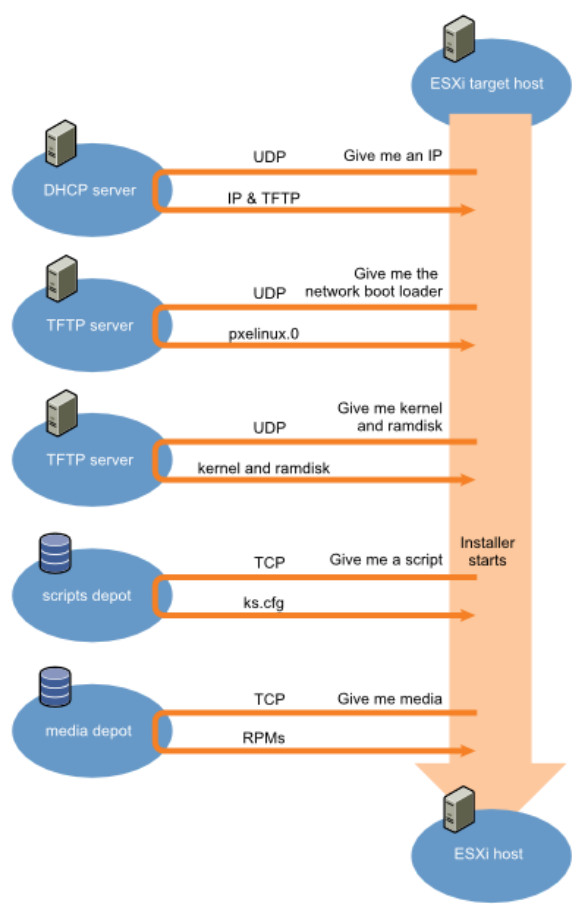 ESXi target host
UDP
Give me an IP
DHCP server
IP & TFTP
Give me the
network boot loader
UDP
TFTP server
pxelinux.0
Give me kernel
and ramdisk
UDP
TFTP server
kernel and ramdisk
Installer
starts
TCP
Give me a script
scripts depot
ks.cfg
TCP
Give me media
media depot
RPMs
ESXi host